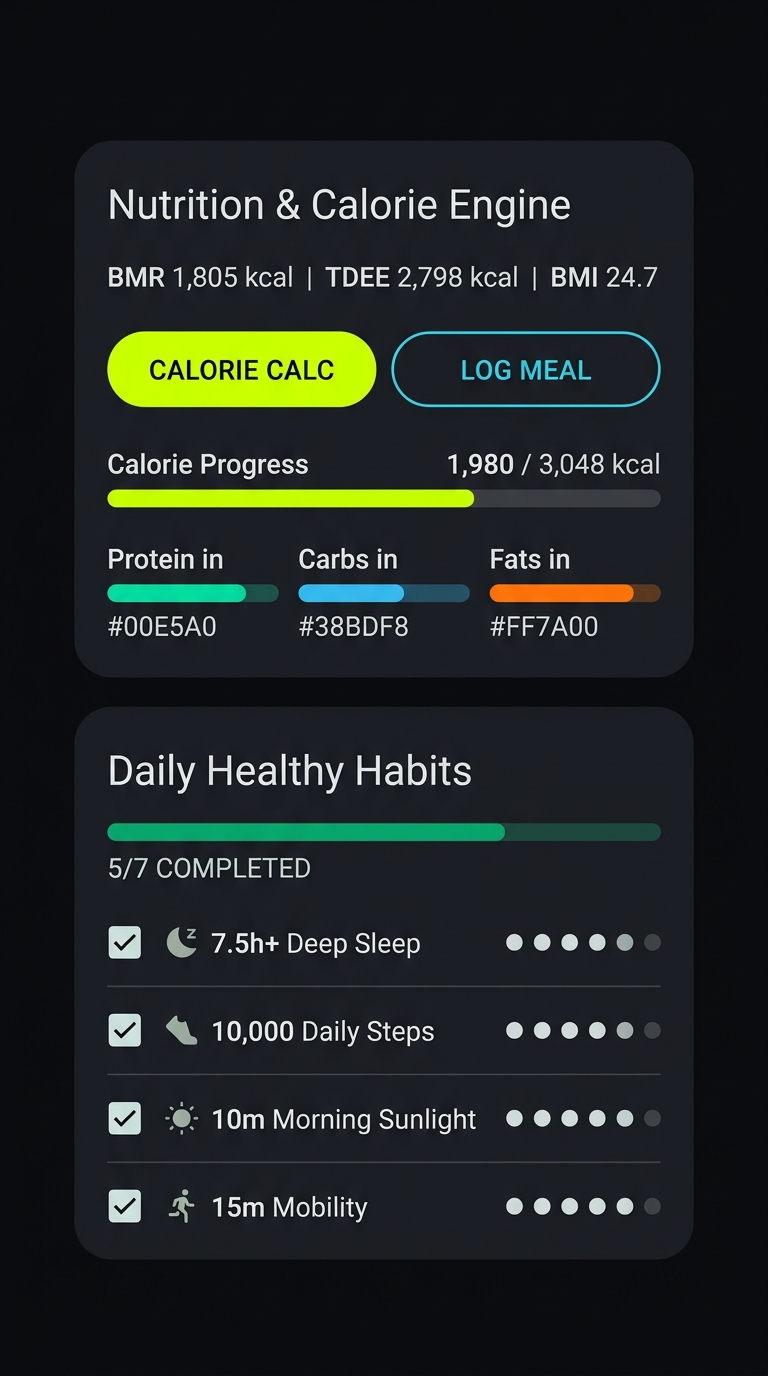 Nutrition & Calorie Engine
BMR 1,805 kcal | TDEE 2,798 kcal | BMI 24.7
CALORIE CALC
LOG MEAL
Calorie Progress
1,980 / 3,048 kcal
Protein in
Carbs in
Fats in
#00E5A0
#38BDF8
#FF7A00
Daily Healthy Habits
5/7 COMPLETED
z
7.5h+ Deep Sleep
10,000 Daily Steps
10m Morning Sunlight
15m Mobility